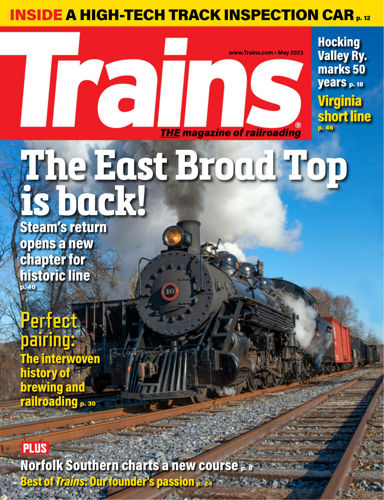 INSIDE A HIGH-TECH TRACK INSPECTION CAR p. 12
www.Trains.com • May 2023
Trains®
THE magazine of railroading
Hocking
Valley Ry.
marks 50
years p. 18
Virginia
short line
p. 46
The East Broad Top
is back!
Steam's return
opens a new
chapter for
historic line
p. 40
16
Perfect
pairing:
The interwoven
history of
brewing and
railroading p. 30
PLUS
Norfolk Southern charts a new course p. 8
Best of Trains: Our founder's passion p. 24